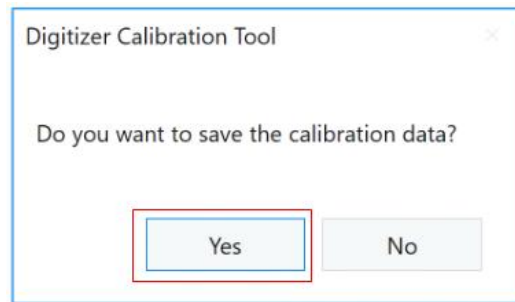 Digitizer Calibration Tool
Do you want to save the calibration data?
Yes No